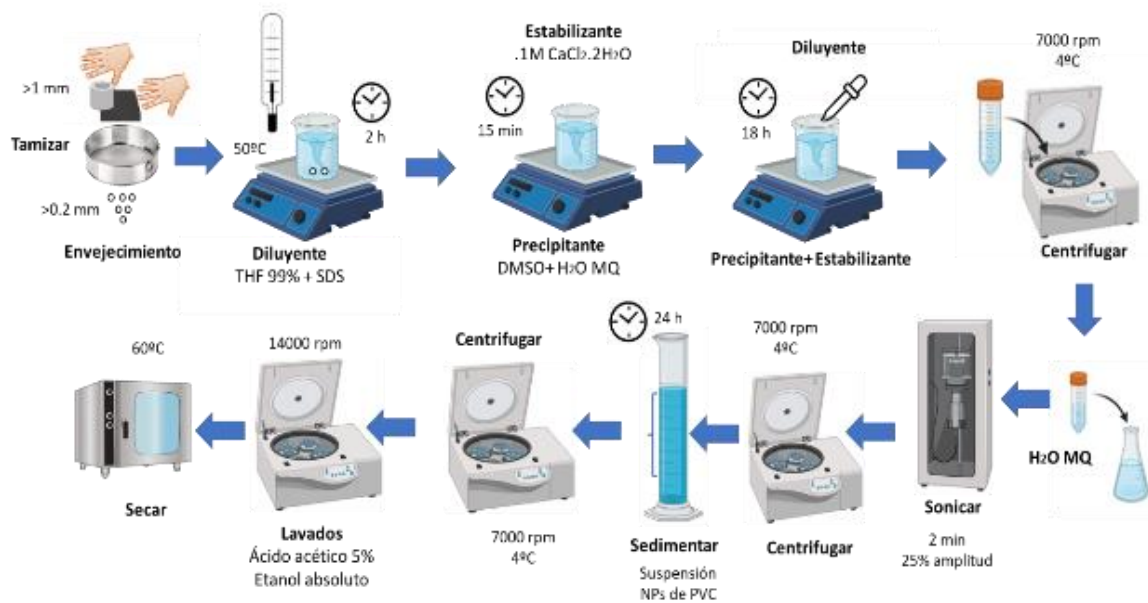 >1 mm
Tamizar
>0.2 mm
Envejecimiento
50ºC
2 h
Diluyente
THF 99% + SDS
Estabilizante
.1M CaCl₂.2H₂O
15 min
Precipitante
DMSO+ H₂O MQ
Diluyente
18 h
Precipitante+ Estabilizante
7000 rpm
4ºC
Centrifugar
H₂O MQ
Sonicar
2 min
25% amplitud
7000 rpm
4ºC
Centrifugar
24 h
Sedimentar
Suspensión
NPs de PVC
Centrifugar
7000 rpm
4ºC
14000 rpm
Lavados
Ácido acético 5%
Etanol absoluto
60ºC
Secar